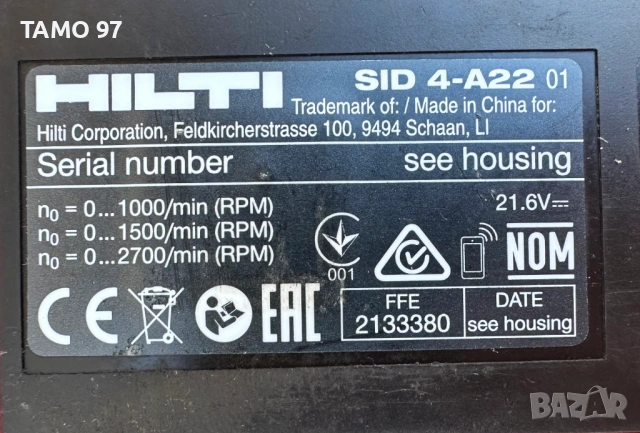 TAMO 97
HILTI
SID 4-A22 01
Trademark of: / Made in China for:
Hilti Corporation, Feldkircherstrasse 100, 9494 Schaan, LI
Serial number see housing
n0 = 0...1000/min (RPM)
n0 = 0...1500/min (RPM)
n0 = 0...2700/min (RPM)
21.6V⎓
001
NOM
CE
EAC
FFE
2133380
DATE
see housing
BAZAR